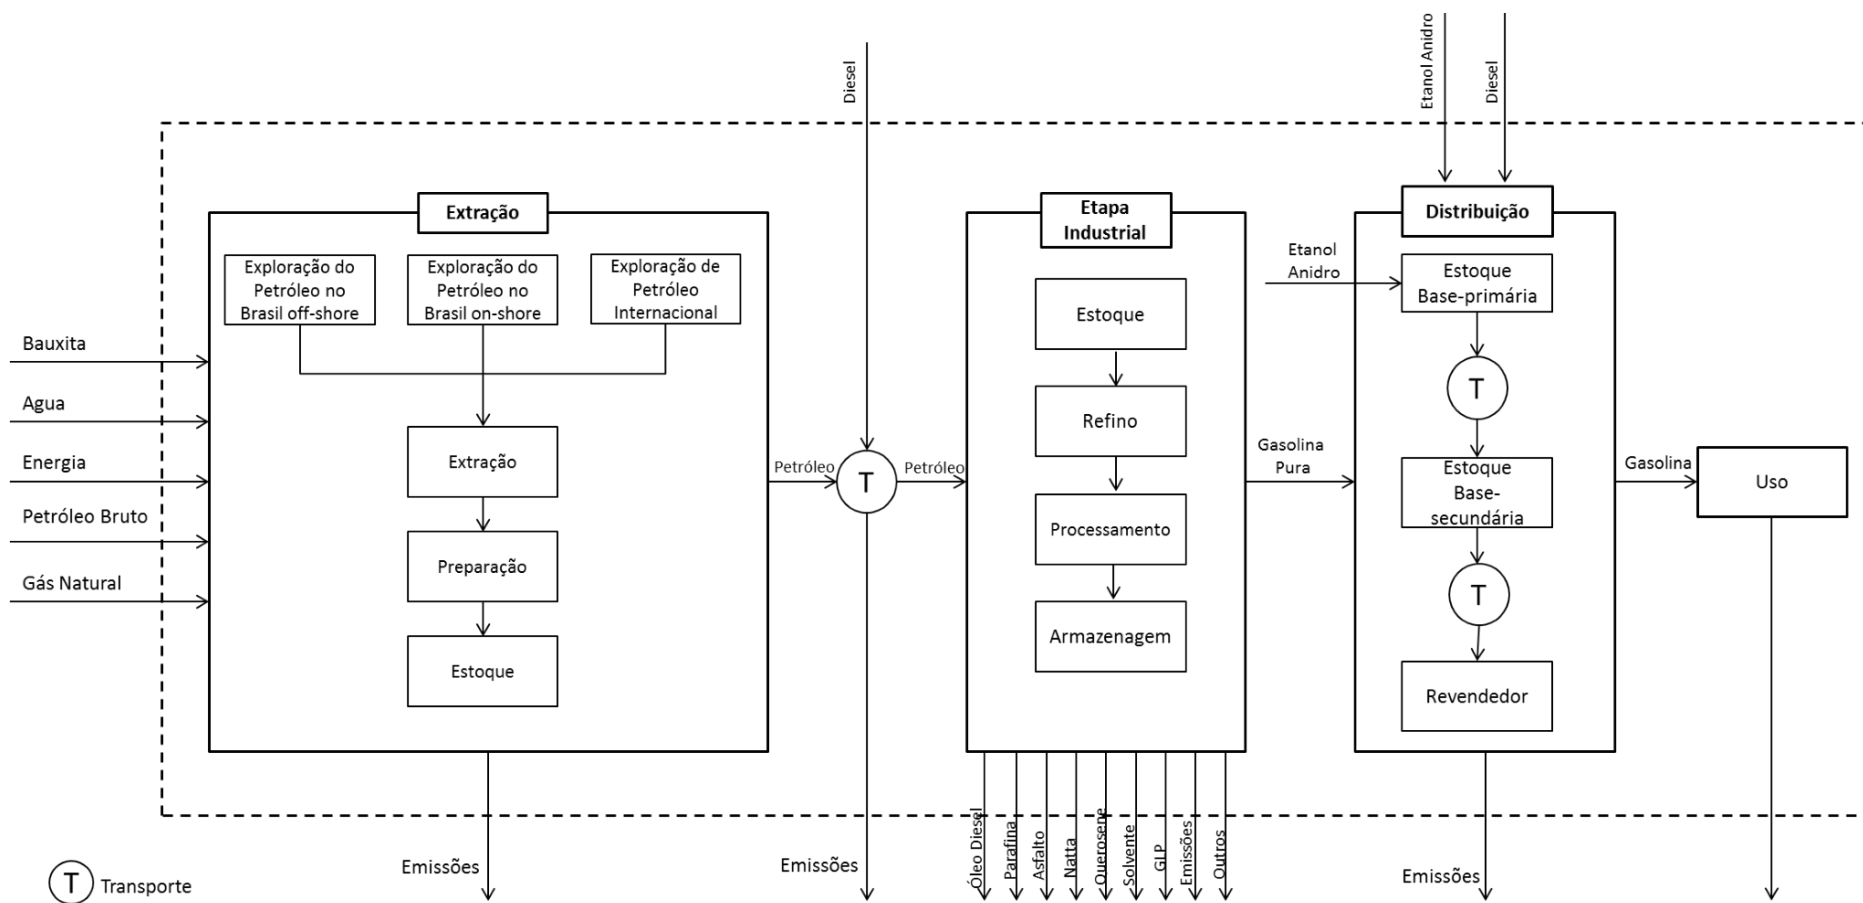 Etanol Anidro
Diesel
Diesel
Extração
Etapa
Industrial
Distribuição
Exploração do
Petróleo no
Brasil off-shore
Exploração do
Petróleo no
Brasil on-shore
Exploração de
Petróleo
Internacional
Estoque
Etanol
Anidro
Estoque
Base-primária
Bauxita
Agua
Energia
Petróleo Bruto
Gás Natural
Extração
Preparação
Estoque
Petróleo
T
Petróleo
Refino
Processamento
Armazenagem
Gasolina
Pura
T
Estoque
Base-
secundária
T
Revendedor
Gasolina
Uso
Emissões
Emissões
Óleo Diesel
Parafina
Asfalto
Natta
Querosene
Solvente
GLP
Emissões
Outros
Emissões
T Transporte